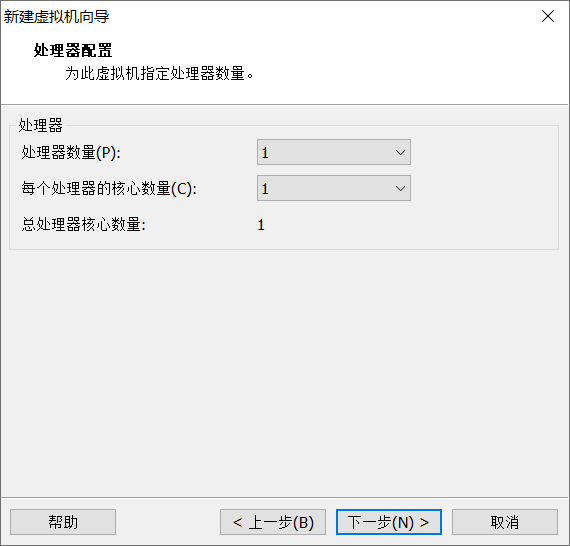 新建虚拟机向导
处理器配置
为此虚拟机指定处理器数量。
处理器
处理器数量(P): 1
每个处理器的核心数量(C): 1
总处理器核心数量: 1
帮助 < 上一步(B) 下一步(N) > 取消